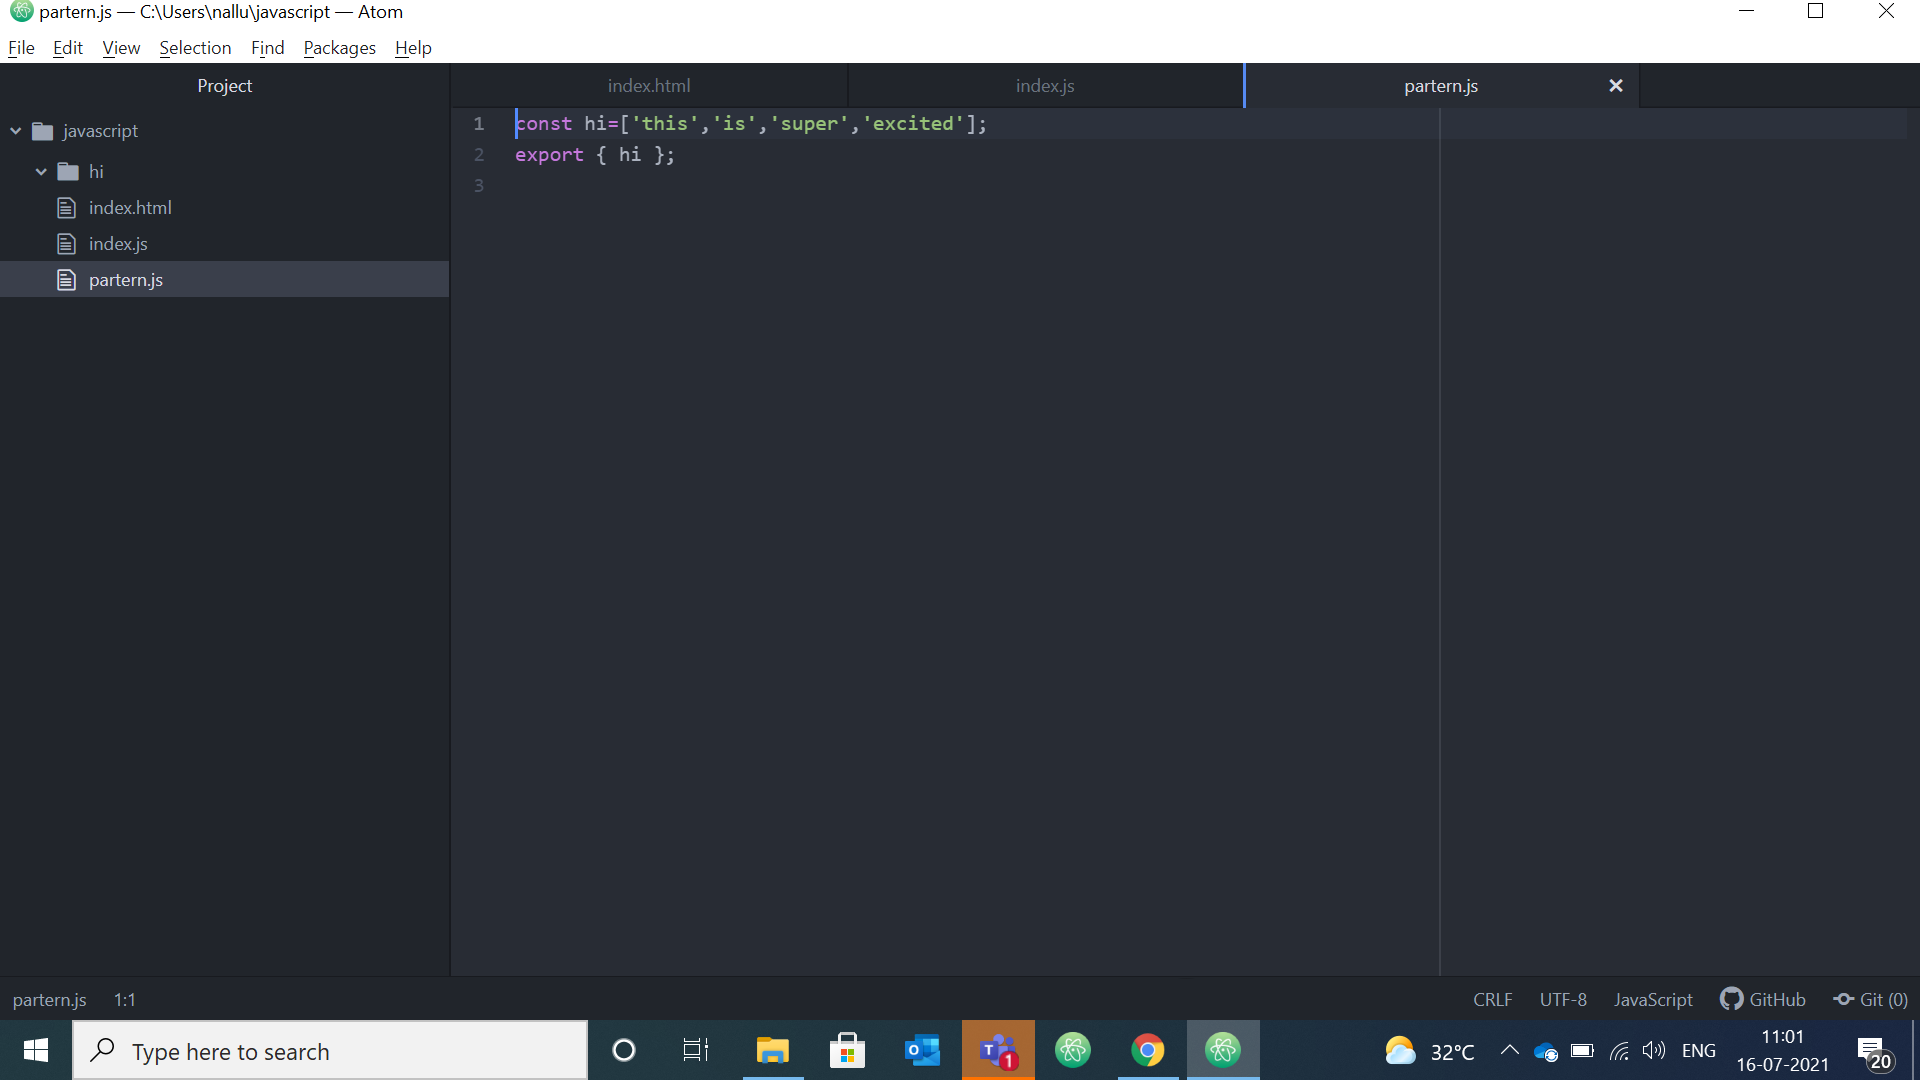 partern.js — C:\Users\nallu\javascript — Atom
File Edit View Selection Find Packages Help
Project
index.html
index.js
partern.js
javascript
hi
index.html
index.js
partern.js
1 const hi=['this','is','super','excited'];
2 export { hi };
3
partern.js 1:1
CRLF UTF-8 JavaScript GitHub Git (0)
Type here to search
T 1
32°C
ENG
11:01
16-07-2021
20